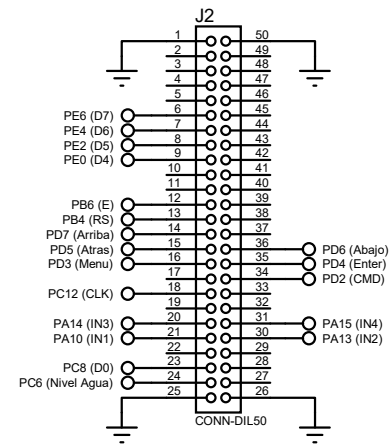 J2
1 50
2 49
3 48
4 47
5 46
PE6 (D7) 6 45
PE4 (D6) 7 44
PE2 (D5) 8 43
PE0 (D4) 9 42
10 41
11 40
PB6 (E) 12 39
PB4 (RS) 13 38
PD7 (Arriba) 14 37
PD5 (Atras) 15 36 PD6 (Abajo)
PD3 (Menu) 16 35 PD4 (Enter)
17 34 PD2 (CMD)
PC12 (CLK) 18 33
19 32
PA14 (IN3) 20 31 PA15 (IN4)
PA10 (IN1) 21 30 PA13 (IN2)
22 29
PC8 (D0) 23 28
PC6 (Nivel Agua) 24 27
25 26
CONN-DIL50